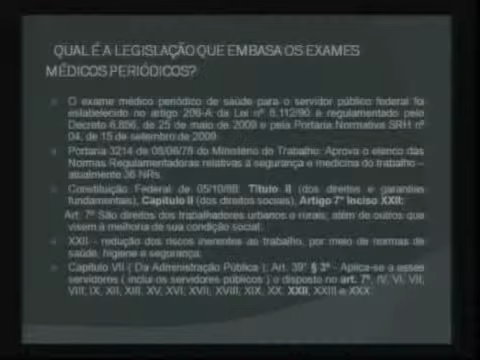 QUAL É A LEGISLAÇÃO QUE EMBASA OS EXAMES
MÉDICOS PERIÓDICOS?
O exame médico periódico de saúde para o servidor público federal foi
estabelecido no artigo 206-A da Lei nº 8.112/90 e regulamentado pelo
Decreto 6.856, de 25 de maio de 2009 e pela Portaria Normativa SRH nº
04, de 15 de setembro de 2009.
Portaria 3214 de 08/06/78 do Ministério do Trabalho: Aprova o elenco das
Normas Regulamentadoras relativas à segurança e medicina do trabalho –
atualmente 36 NRs.
Constituição Federal de 05/10/88: Título II (dos direitos e garantias
fundamentais), Capítulo II (dos direitos sociais), Artigo 7º Inciso XXII:
Art. 7º São direitos dos trabalhadores urbanos e rurais, além de outros que
visem à melhoria de sua condição social:
XXII - redução dos riscos inerentes ao trabalho, por meio de normas de
saúde, higiene e segurança;
Capítulo VII ( Da Administração Pública ); Art. 39º § 3º - Aplica-se a esses
servidores ( inclui os servidores públicos ) o disposto no art. 7º, IV, VI, VII,
VIII, IX, XII, XIII, XV, XVI, XVII, XVIII, XIX, XX, XXII, XXIII e XXX